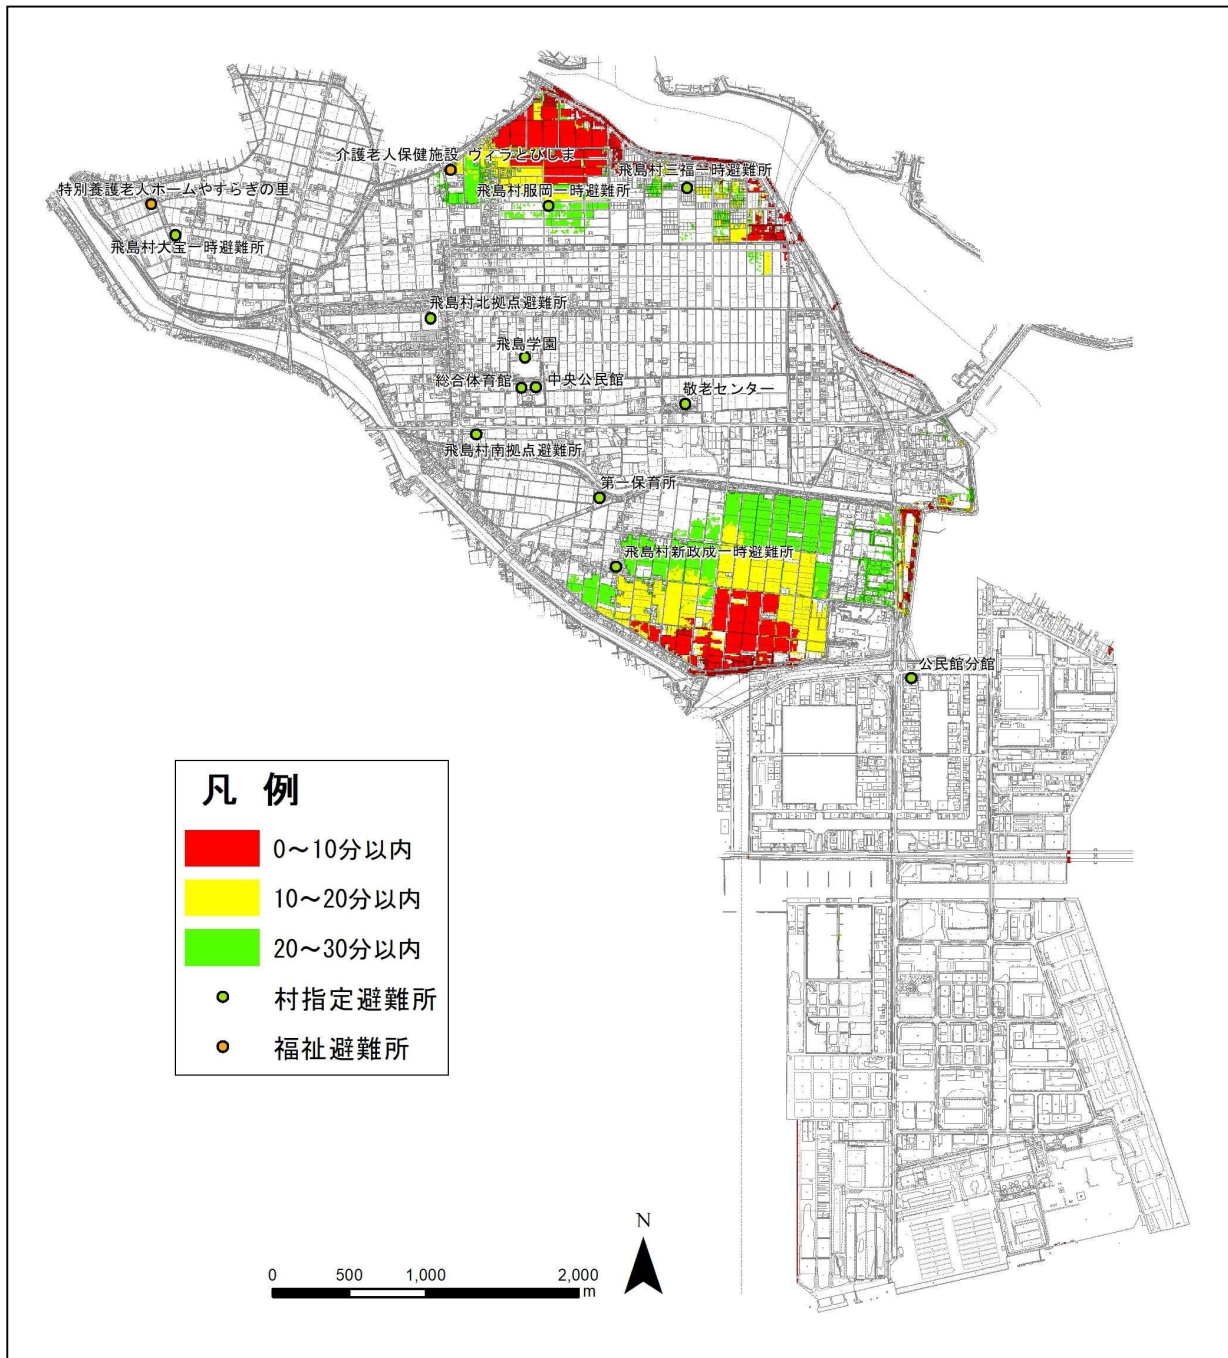 介護老人保健施設 ヴィラとびしま
飛島村三福一時避難所
特別養護老人ホームやすらぎの里
飛島村服岡一時避難所
飛島村大宝一時避難所
飛島村北拠点避難所
飛島学園
総合体育館
中央公民館
敬老センター
飛島村南拠点避難所
第一保育所
飛島村新政成一時避難所
公民館分館
凡 例
0～10分以内
10～20分以内
20～30分以内
村指定避難所
福祉避難所
N
0 500 1,000 2,000
m